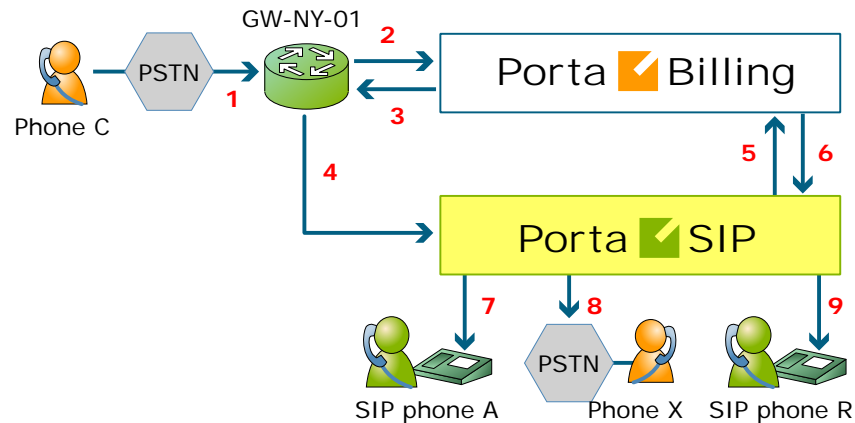 GW-NY-01
2
PSTN
Porta Billing
1
3
Phone C
4
5
6
Porta SIP
7
8
9
PSTN
SIP phone A
Phone X
SIP phone R